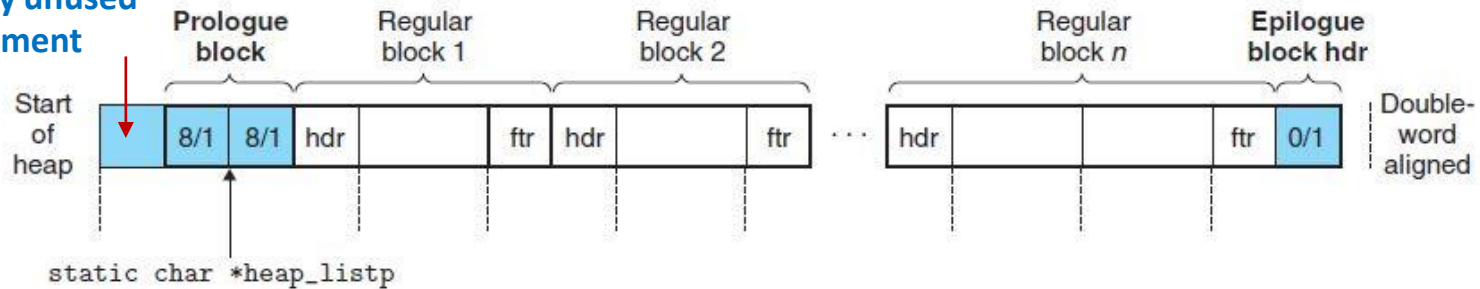 y unused
ment
Prologue
block
Regular
block 1
Regular
block 2
Regular
block n
Epilogue
block hdr
Start
of
heap
8/1 8/1 hdr ftr hdr ftr ... hdr ftr 0/1
Double-
word
aligned
static char *heap_listp